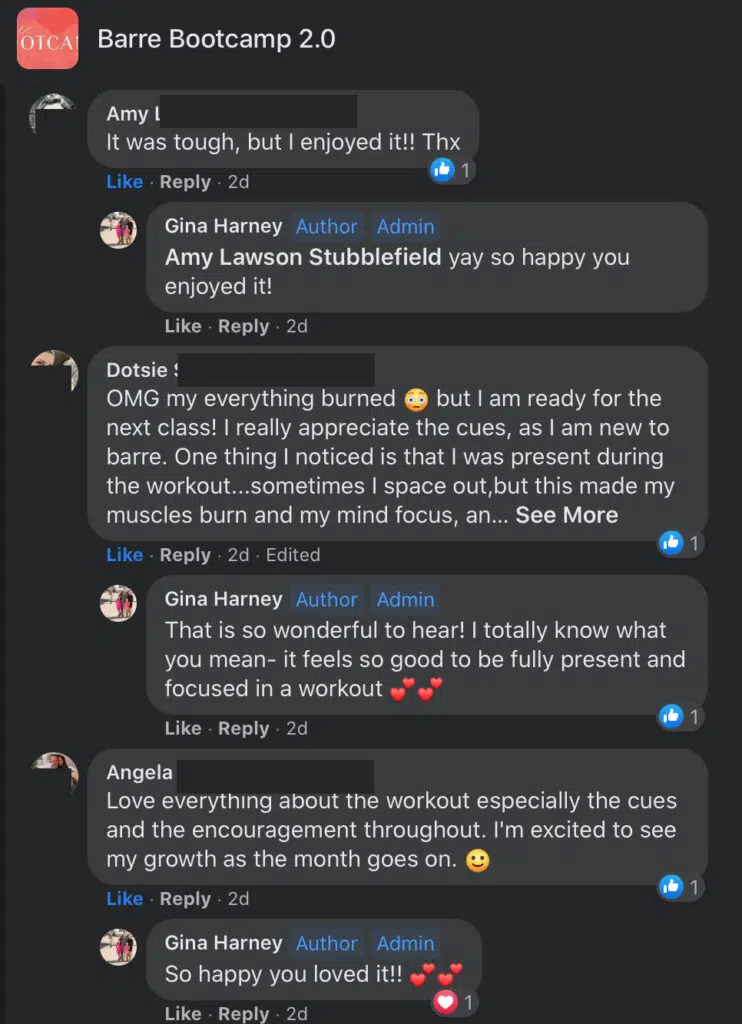 OTCA
Barre Bootcamp 2.0
Amy
It was tough, but I enjoyed it!! Thx
1
Like · Reply · 2d
Gina Harney Author Admin
Amy Lawson Stubblefield yay so happy you
enjoyed it!
Like · Reply · 2d
Dotsie
OMG my everything burned 😳 but I am ready for the
next class! I really appreciate the cues, as I am new to
barre. One thing I noticed is that I was present during
the workout...sometimes I space out,but this made my
muscles burn and my mind focus, an... See More
1
Like · Reply · 2d · Edited
Gina Harney Author Admin
That is so wonderful to hear! I totally know what
you mean- it feels so good to be fully present and
focused in a workout 💕💕
1
Like · Reply · 2d
Angela
Love everything about the workout especially the cues
and the encouragement throughout. I'm excited to see
my growth as the month goes on. 🙂
1
Like · Reply · 2d
Gina Harney Author Admin
So happy you loved it!! 💕💕
1
Like · Reply · 2d